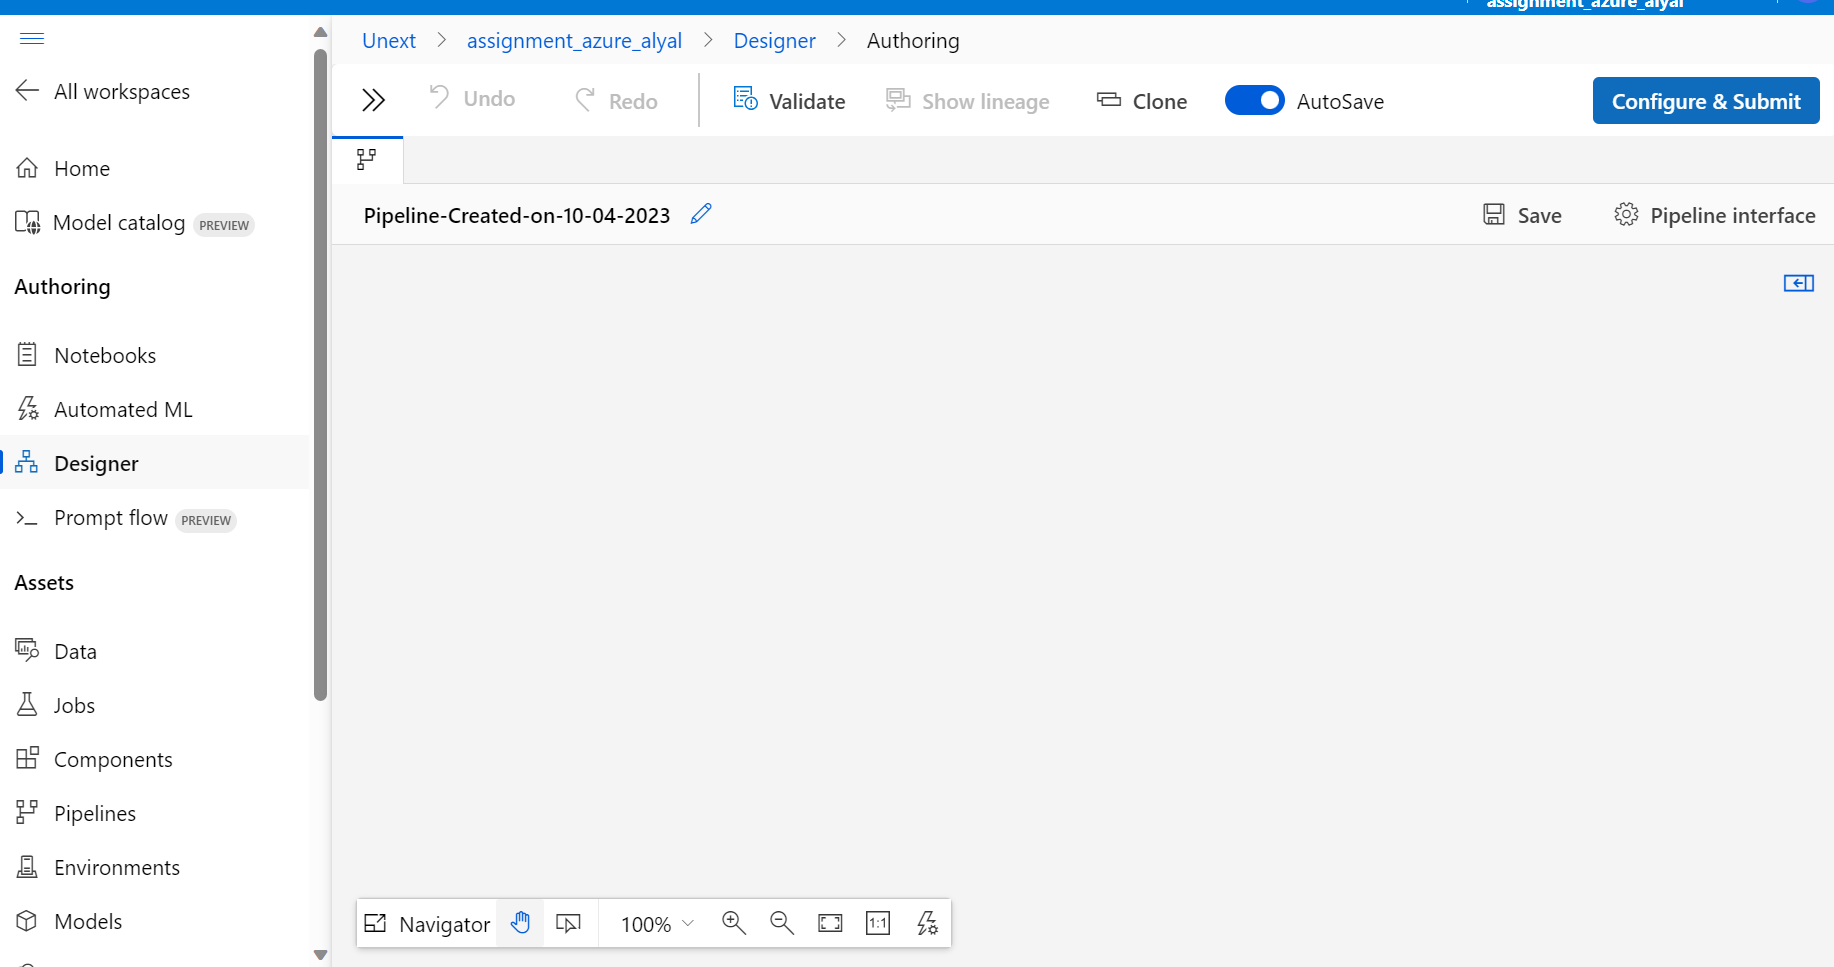 assignment_azure_alyal
Unext > assignment_azure_alyal > Designer > Authoring
All workspaces
Undo Redo Validate Show lineage Clone AutoSave Configure & Submit
Home
Model catalog PREVIEW
Pipeline-Created-on-10-04-2023 Save Pipeline interface
Authoring
Notebooks
Automated ML
Designer
Prompt flow PREVIEW
Assets
Data
Jobs
Components
Pipelines
Environments
Models
Navigator 100% 1:1